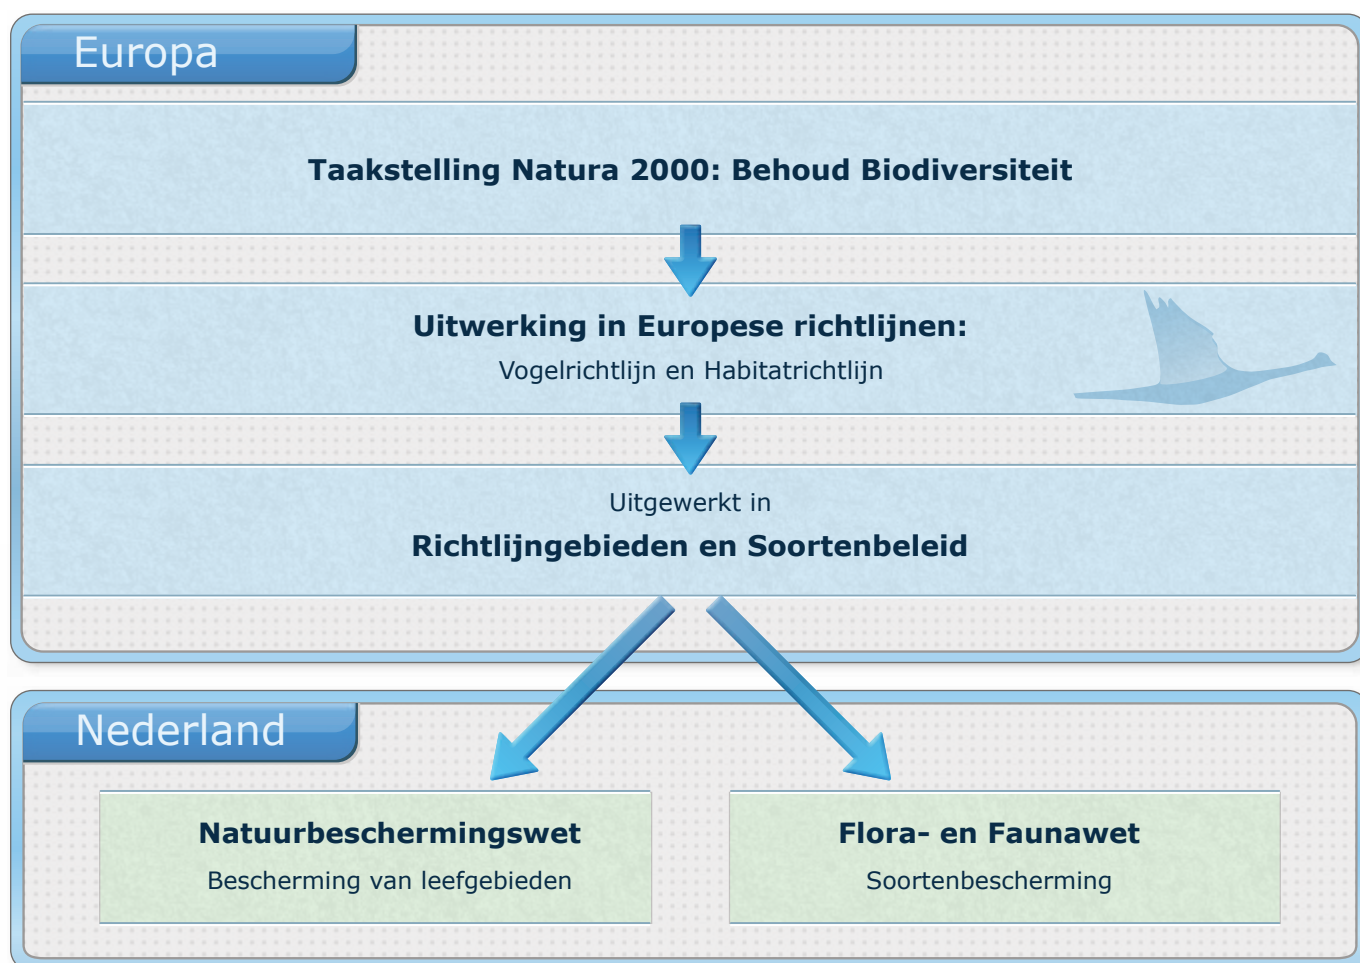 Europa
Taakstelling Natura 2000: Behoud Biodiversiteit
Uitwerking in Europese richtlijnen:
Vogelrichtlijn en Habitatrichtlijn
Uitgewerkt in
Richtlijngebieden en Soortenbeleid
Nederland
Natuurbeschermingswet
Bescherming van leefgebieden
Flora- en Faunawet
Soortenbescherming